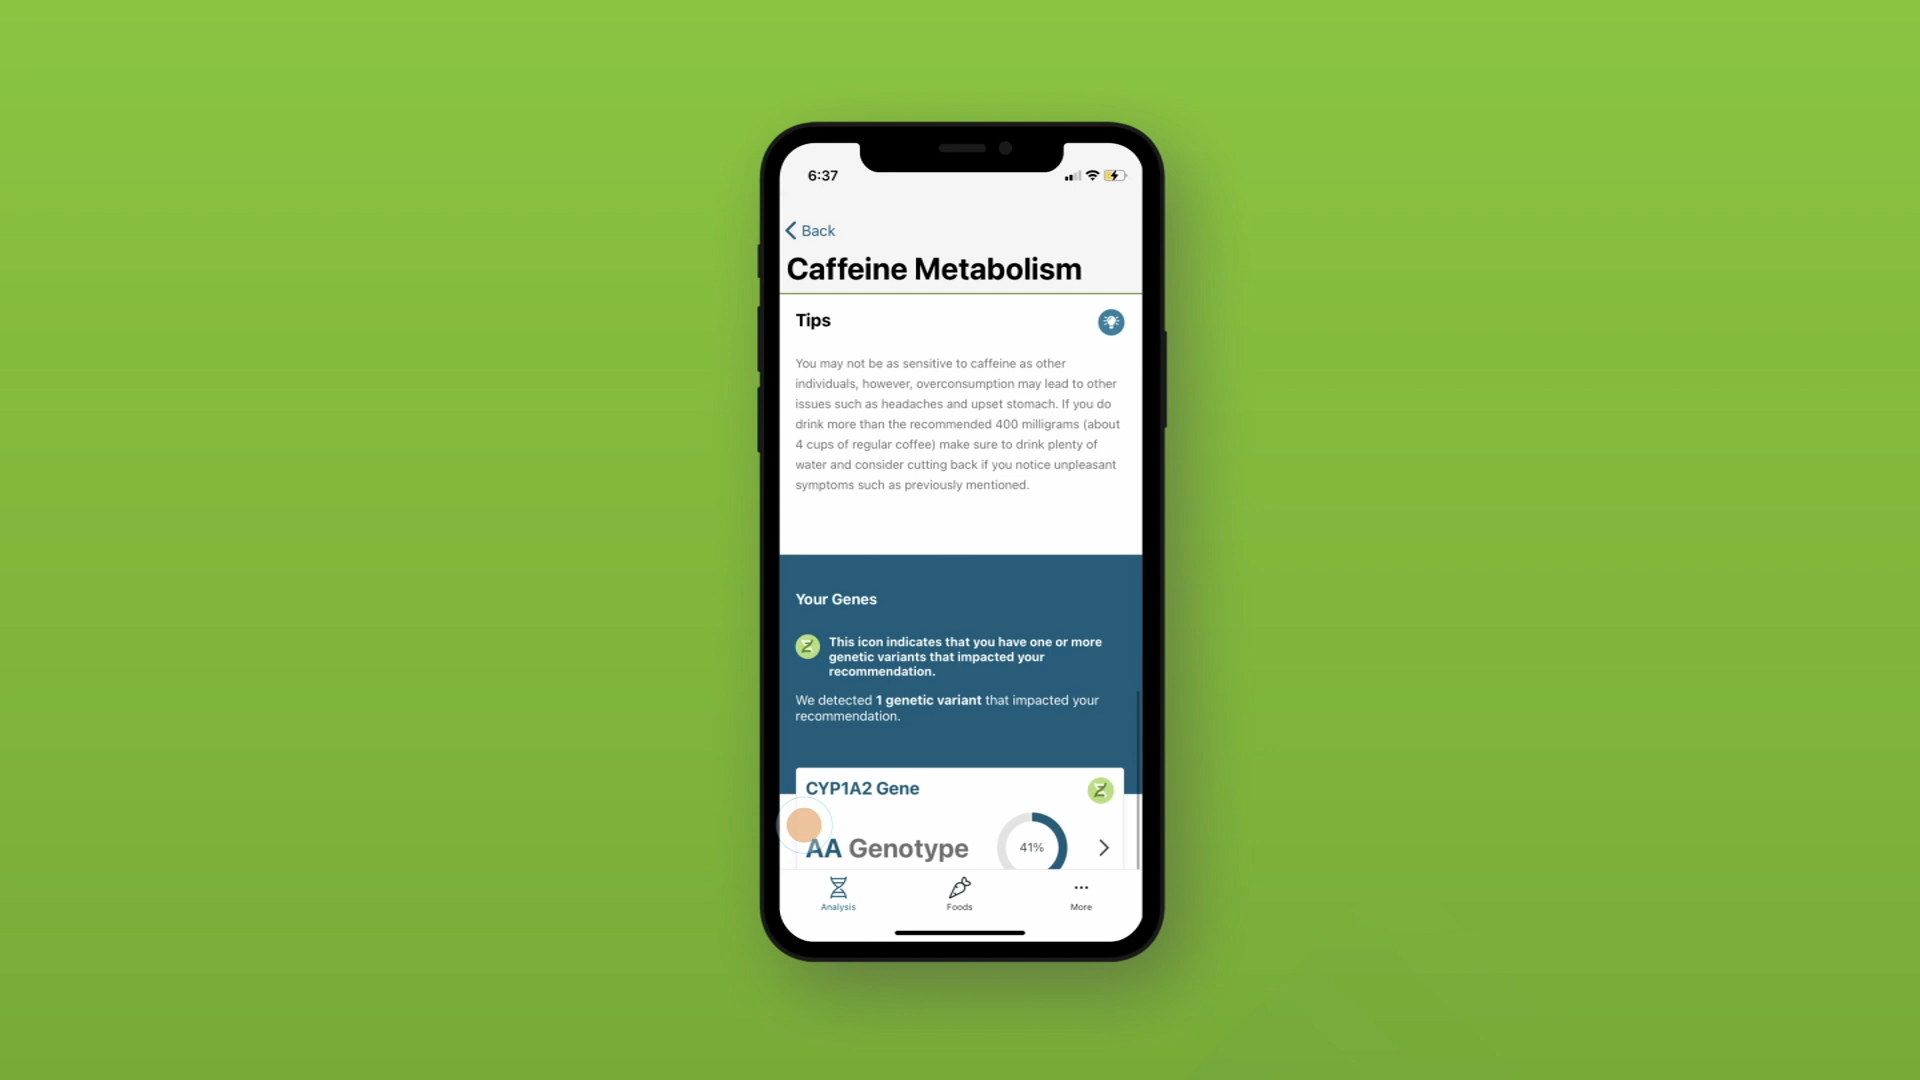 6:37
Back
Caffeine Metabolism
Tips
You may not be as sensitive to caffeine as other
individuals, however, overconsumption may lead to other
issues such as headaches and upset stomach. If you do
drink more than the recommended 400 milligrams (about
4 cups of regular coffee) make sure to drink plenty of
water and consider cutting back if you notice unpleasant
symptoms such as previously mentioned.
Your Genes
This icon indicates that you have one or more
genetic variants that impacted your
recommendation.
We detected 1 genetic variant that impacted your
recommendation.
CYP1A2 Gene
AA Genotype
41%
Analysis
Foods
More